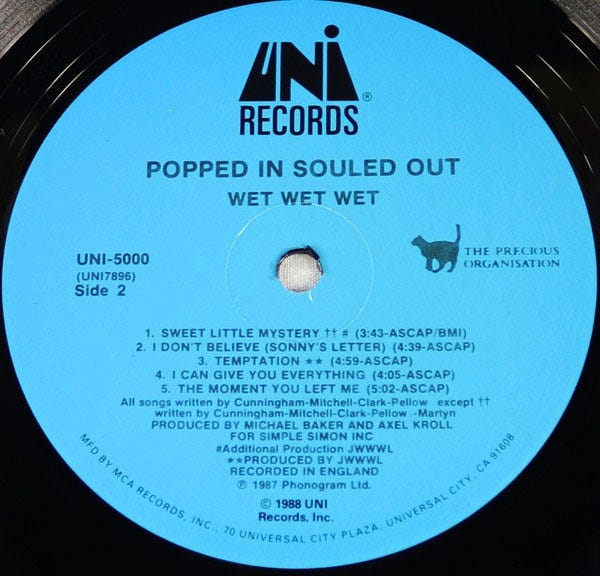 UNI
RECORDS®
POPPED IN SOULED OUT
WET WET WET
UNI-5000
(UNI7896)
Side 2
THE PRECIOUS
ORGANISATION
1. SWEET LITTLE MYSTERY †† # (3:43-ASCAP/BMI)
2. I DON'T BELIEVE (SONNY'S LETTER) (4:39-ASCAP)
3. TEMPTATION ★★ (4:59-ASCAP)
4. I CAN GIVE YOU EVERYTHING (4:05-ASCAP)
5. THE MOMENT YOU LEFT ME (5:02-ASCAP)
All songs written by Cunningham-Mitchell-Clark-Pellow except ††
written by Cunningham-Mitchell-Clark-Pellow -Martyn
PRODUCED BY MICHAEL BAKER AND AXEL KROLL
FOR SIMPLE SIMON INC
#Additional Production JWWWL
★★PRODUCED BY JWWWL
RECORDED IN ENGLAND
℗ 1987 Phonogram Ltd.
© 1988 UNI
Records, Inc.
MFD BY MCA RECORDS, INC., 70 UNIVERSAL CITY PLAZA, UNIVERSAL CITY, CA 91608